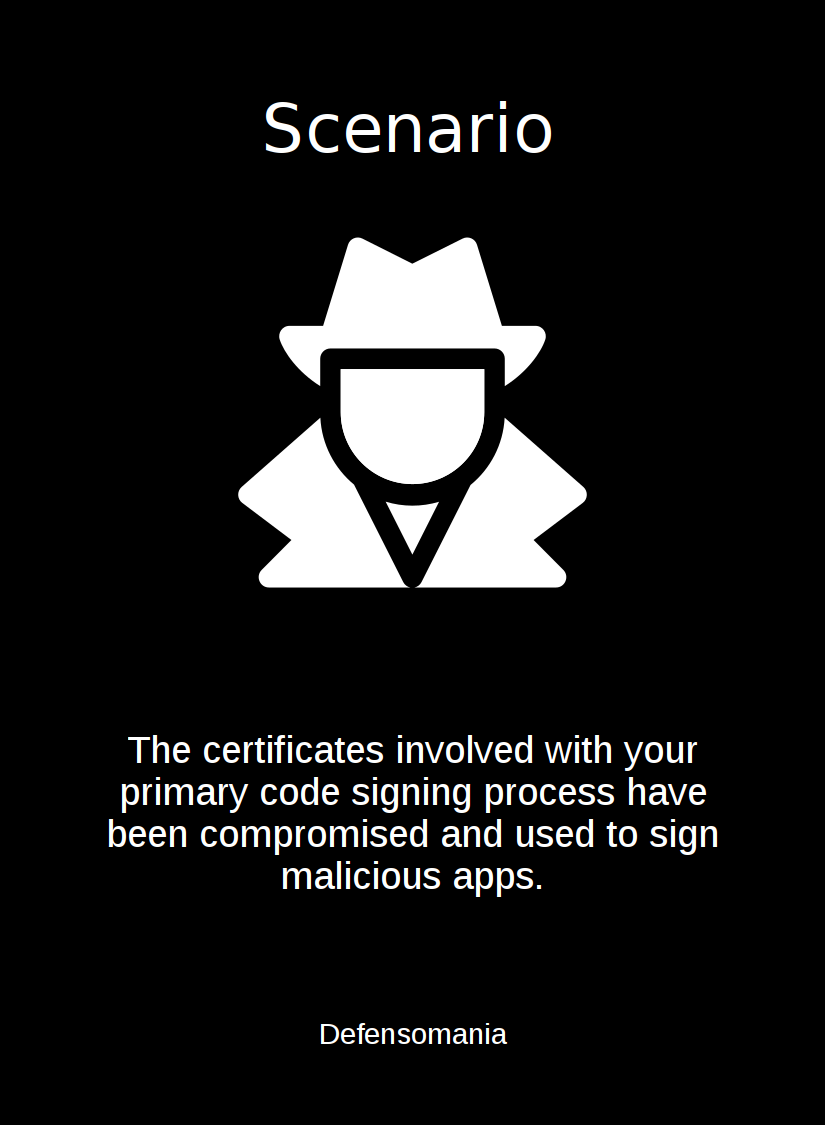 Scenario
The certificates involved with your
primary code signing process have
been compromised and used to sign
malicious apps.
Defensomania